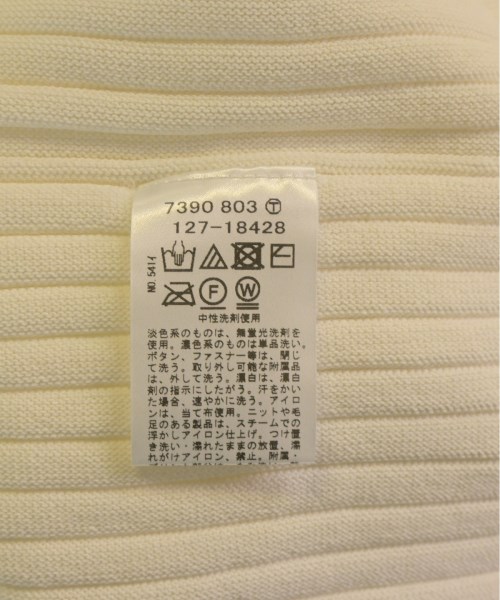 7390 803 Ⓣ
127-18428
NO.541イ
F W
中性洗剤使用
淡色系のものは、無蛍光洗剤を
使用。濃色系のものは単品洗い。
ボタン、ファスナー等は、閉じ
て洗う。取り外し可能な附属品
は、外して洗う。漂白は、漂白
剤の指示にしたがう。汗をかい
た場合、速やかに洗う。アイロ
ンは、当て布使用。ニットや毛
足のある製品は、スチームでの
浮かしアイロン仕上げ。つけ置
き洗い・濡れたままの放置、濡
れがけアイロン、禁止。附属・